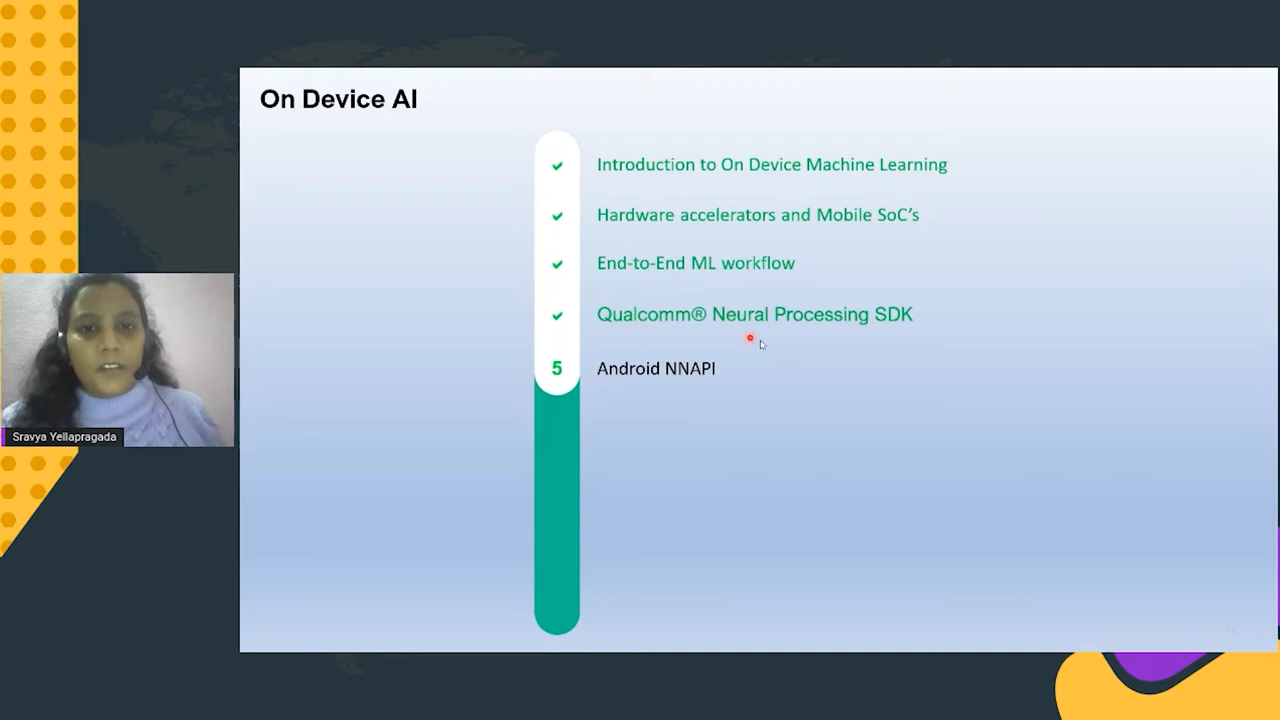 On Device AI
Introduction to On Device Machine Learning
Hardware accelerators and Mobile SoC's
End-to-End ML workflow
Qualcomm® Neural Processing SDK
5 Android NNAPI
Sravya Yellapragada